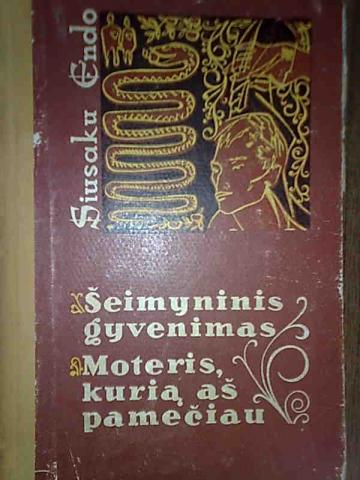 Siusaku Endo
Šeimyninis
gyvenimas
Moteris,
kurią aš
pamečiau